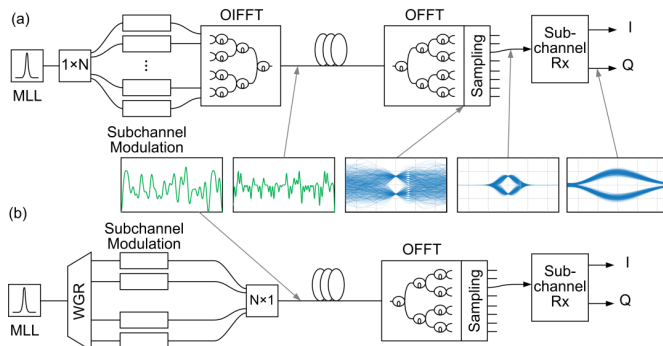 (a)
OIFFT
OFFT
1×N
...
MLL
Sampling
Sub-
channel
Rx
I
Q
Subchannel
Modulation
(b)
Subchannel
Modulation
OFFT
WGR
N×1
MLL
Sampling
Sub-
channel
Rx
I
Q